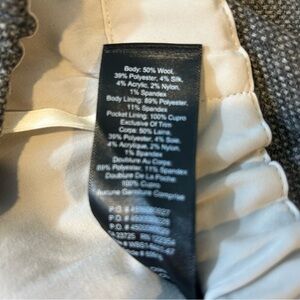 Body: 50% Wool,
39% Polyester, 4% Silk,
4% Acrylic, 2% Nylon,
1% Spandex
Body Lining: 89% Polyester,
11% Spandex
Pocket Lining: 100% Cupro
Exclusive Of Trim
Corps: 50% Laine,
39% Polyester, 4% Soie,
4% Acrylique, 2% Nylon,
1% Spandex
Doublure Au Corps:
89% Polyester, 11% Spandex
Doublure De La Poche:
100% Cupro
Aucune Garniture Comprise
P.O. #
P.O. #
P.O. #